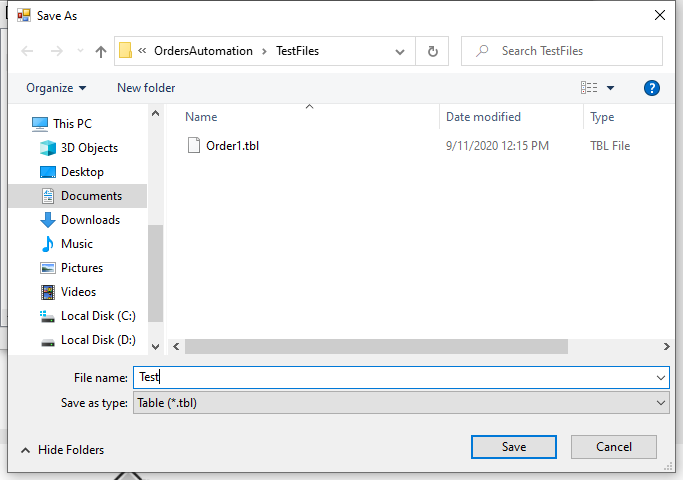 Save As
« OrdersAutomation > TestFiles
Search TestFiles
Organize
New folder
?
This PC
3D Objects
Desktop
Documents
Downloads
Music
Pictures
Videos
Local Disk (C:)
Local Disk (D:)
Name Date modified Type
Order1.tbl 9/11/2020 12:15 PM TBL File
File name: Test
Save as type: Table (*.tbl)
Hide Folders
Save
Cancel